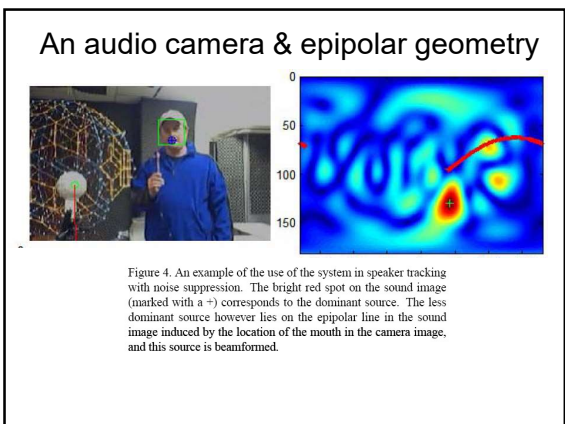 An audio camera & epipolar geometry
0
50
100
150
Figure 4. An example of the use of the system in speaker tracking
with noise suppression. The bright red spot on the sound image
(marked with a +) corresponds to the dominant source. The less
dominant source however lies on the epipolar line in the sound
image induced by the location of the mouth in the camera image,
and this source is beamformed.